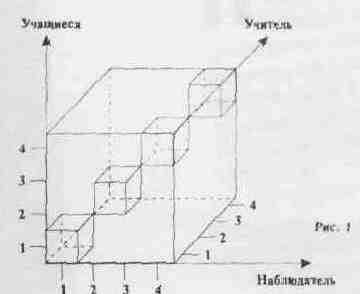 Учащиеся
Учитель
4
3
2
1
4
3
2
1
Рис. 1
Наблюдатель
1 2 3 4